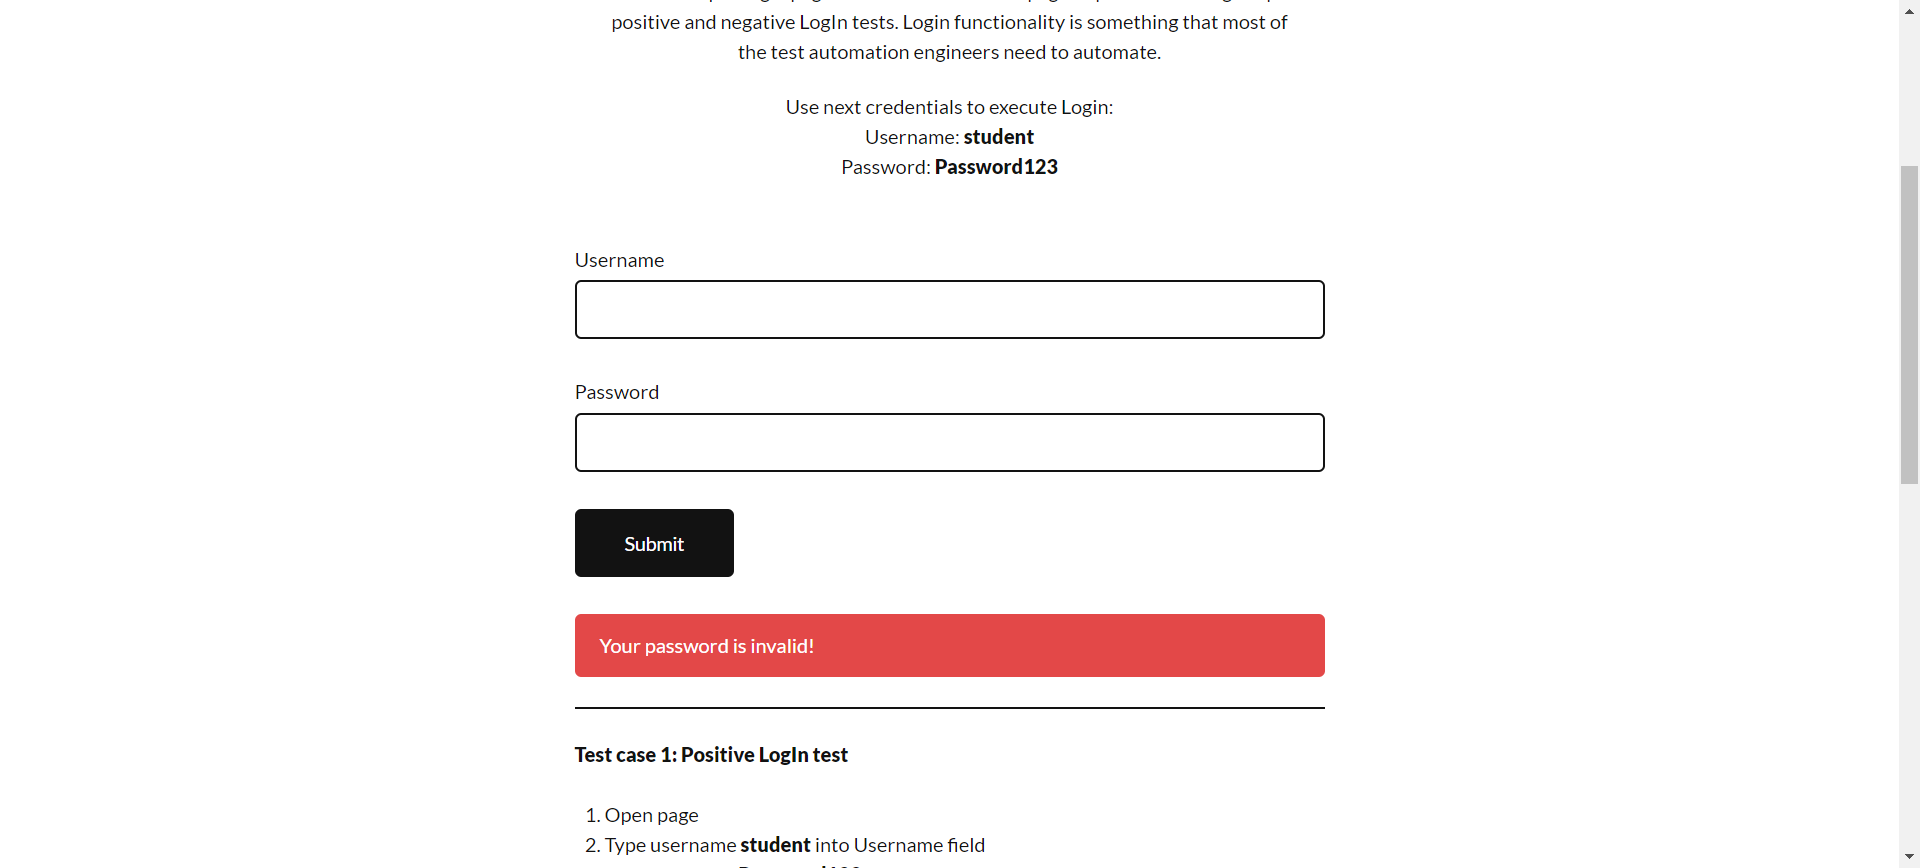 positive and negative LogIn tests. Login functionality is something that most of
the test automation engineers need to automate.
Use next credentials to execute Login:
Username: student
Password: Password123
Username
Password
Submit
Your password is invalid!
Test case 1: Positive LogIn test
1. Open page
2. Type username student into Username field